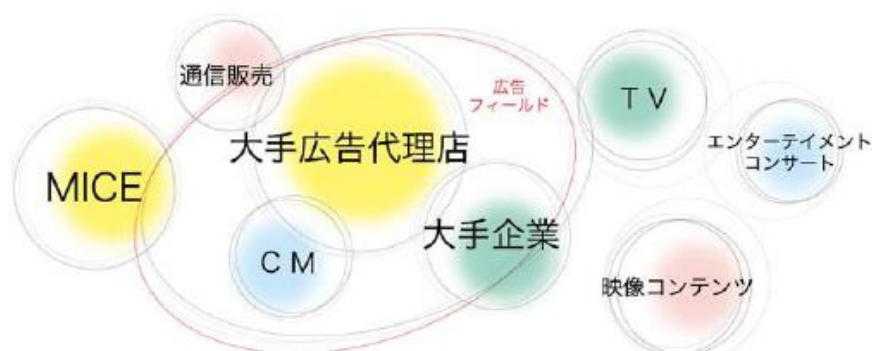 通信販売
広告
フィールド
TV
大手広告代理店
エンターテイメント
コンサート
MICE
大手企業
CM
映像コンテンツ